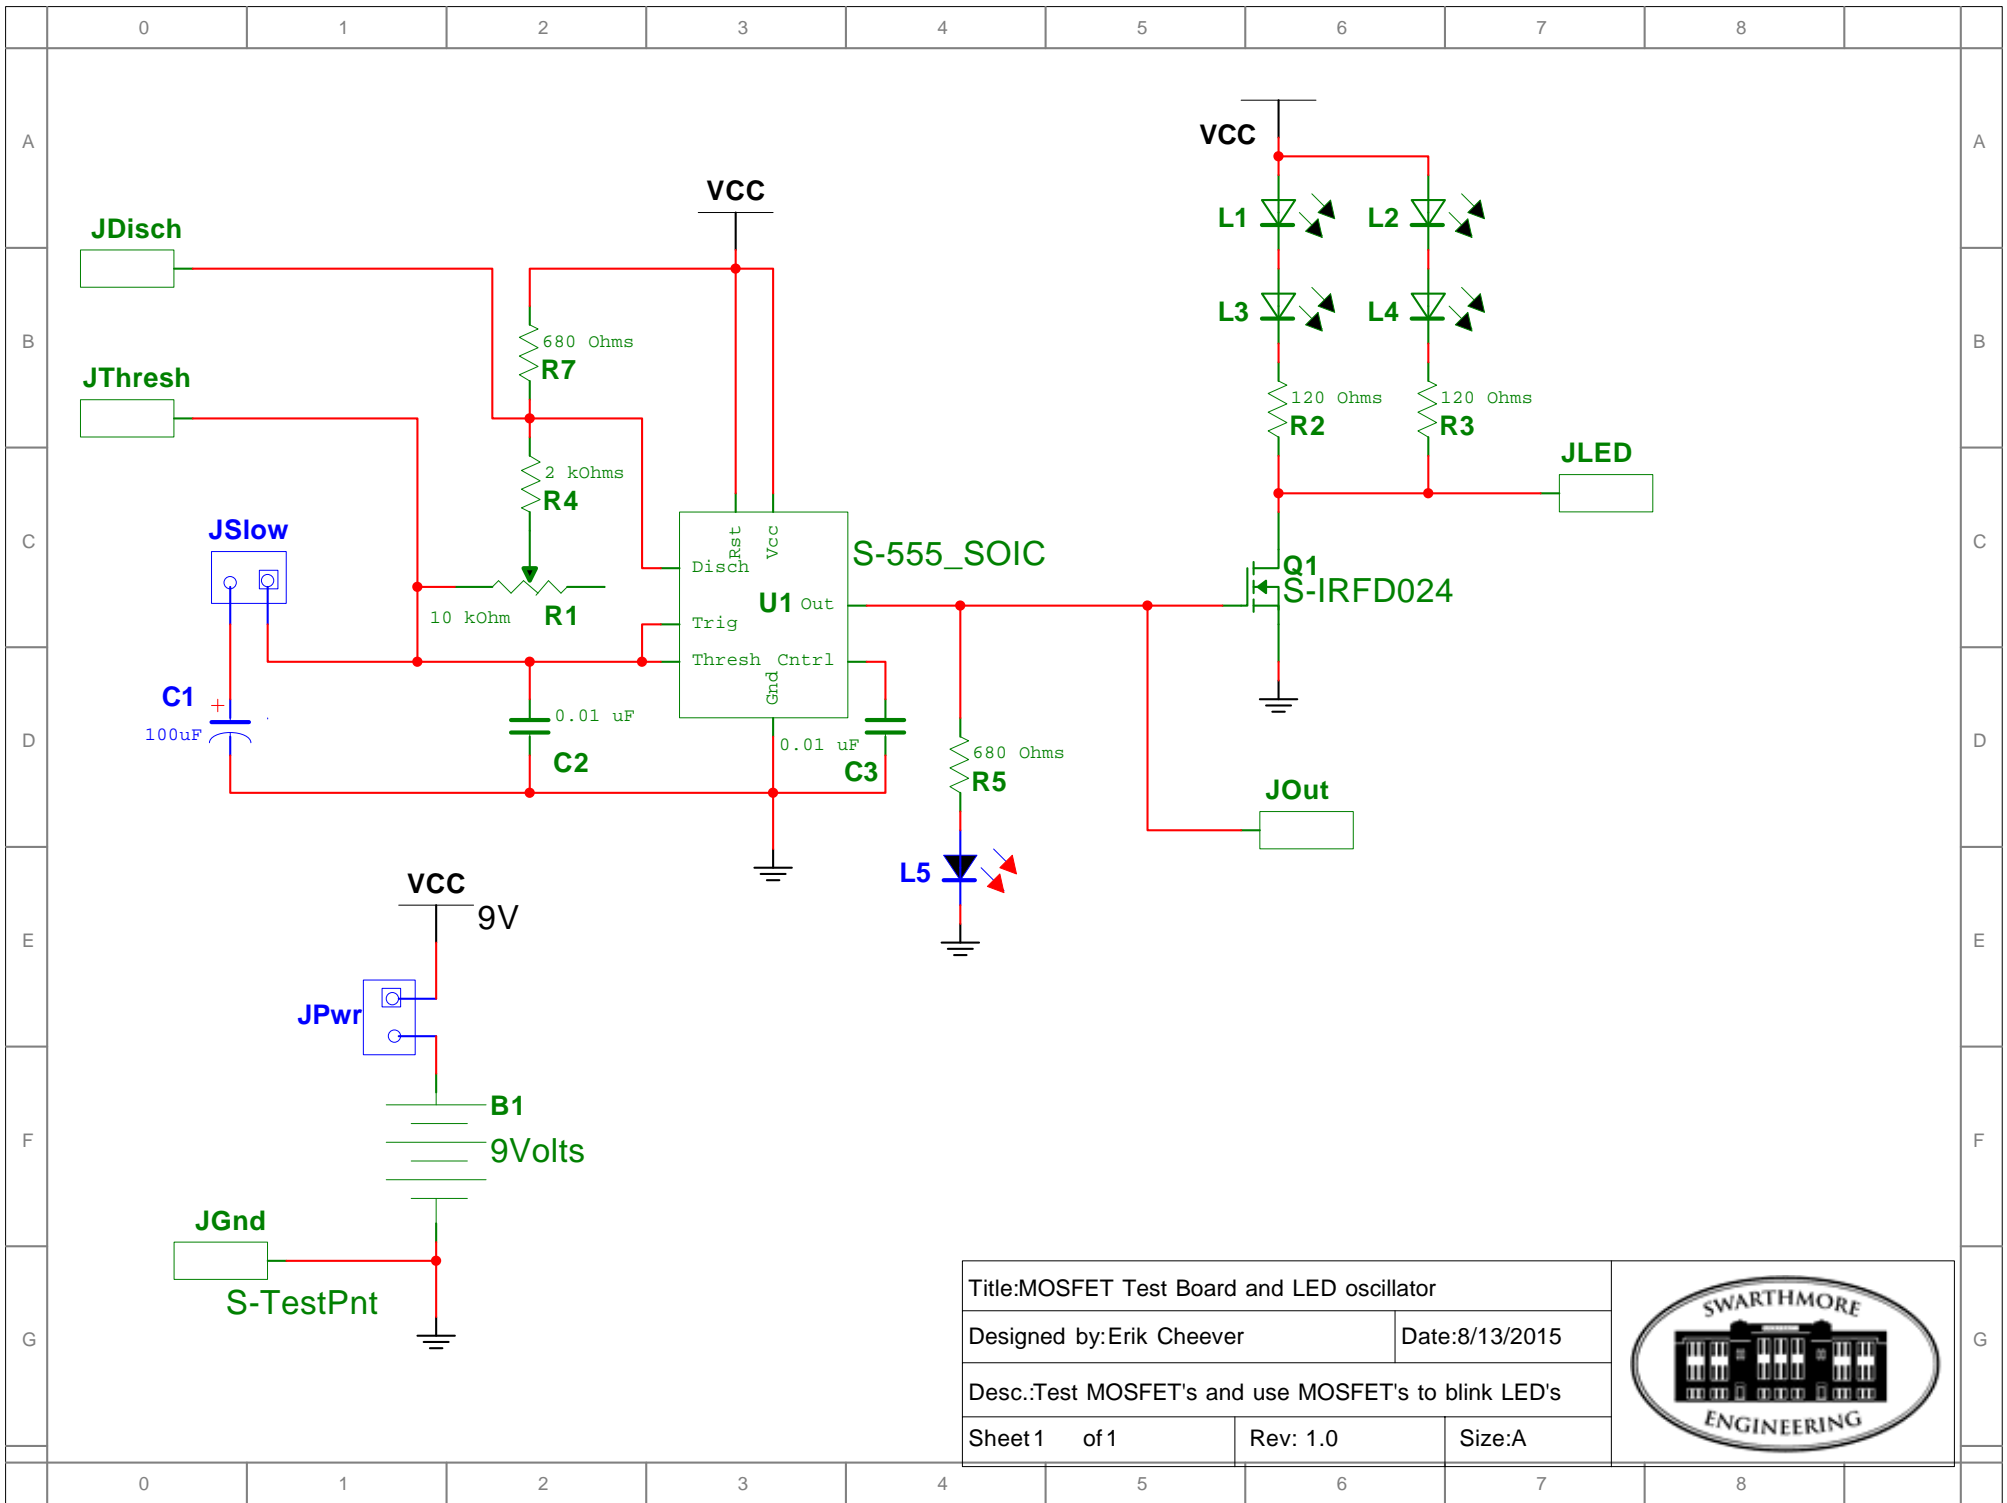 0 1 2 3 4 5 6 7 8
A A
VCC
VCC
L1 L2
JDisch
L3 L4
B B
680 Ohms
R7
JThresh
120 Ohms 120 Ohms
R2 R3
JLED
2 kOhms
R4
JSlow
C C
Rst Vcc
S-555_SOIC
Disch
Q1
S-IRFD024
U1 Out
10 kOhm R1
Trig
Thresh Cntrl
Gnd
C1 +
100uF
0.01 uF
C2
0.01 uF
C3
D D
680 Ohms
R5
JOut
L5
VCC
9V
E E
JPwr
B1
9Volts
F F
JGnd
S-TestPnt
G G
Title:MOSFET Test Board and LED oscillator
Designed by:Erik Cheever Date:8/13/2015
Desc.:Test MOSFET's and use MOSFET's to blink LED's
Sheet 1 of 1 Rev: 1.0 Size:A
SWARTHMORE
ENGINEERING
0 1 2 3 4 5 6 7 8